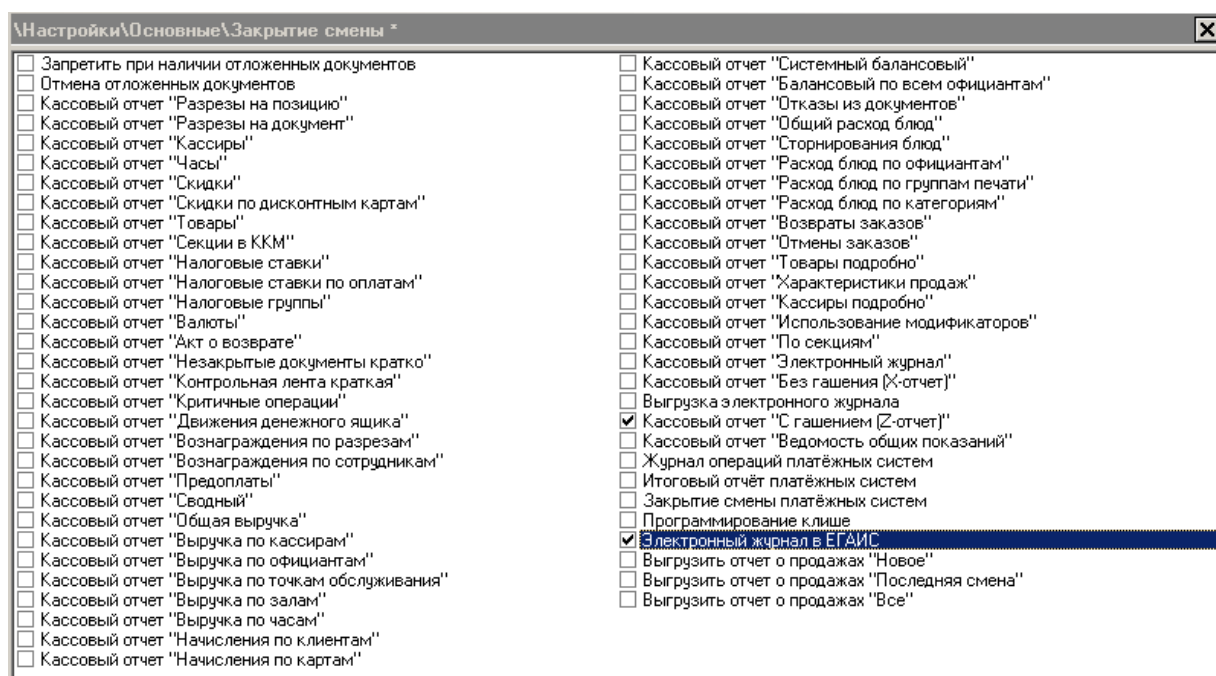 \Настройки\Основные\Закрытие смены *
Запретить при наличии отложенных документов
Отмена отложенных документов
Кассовый отчет "Разрезы на позицию"
Кассовый отчет "Разрезы на документ"
Кассовый отчет "Кассиры"
Кассовый отчет "Часы"
Кассовый отчет "Скидки"
Кассовый отчет "Скидки по дисконтным картам"
Кассовый отчет "Товары"
Кассовый отчет "Секции в ККМ"
Кассовый отчет "Налоговые ставки"
Кассовый отчет "Налоговые ставки по оплатам"
Кассовый отчет "Налоговые группы"
Кассовый отчет "Валюты"
Кассовый отчет "Акт о возврате"
Кассовый отчет "Незакрытые документы кратко"
Кассовый отчет "Контрольная лента краткая"
Кассовый отчет "Критичные операции"
Кассовый отчет "Движения денежного ящика"
Кассовый отчет "Вознаграждения по разрезам"
Кассовый отчет "Вознаграждения по сотрудникам"
Кассовый отчет "Предоплаты"
Кассовый отчет "Сводный"
Кассовый отчет "Общая выручка"
Кассовый отчет "Выручка по кассирам"
Кассовый отчет "Выручка по официантам"
Кассовый отчет "Выручка по точкам обслуживания"
Кассовый отчет "Выручка по залам"
Кассовый отчет "Выручка по часам"
Кассовый отчет "Начисления по клиентам"
Кассовый отчет "Начисления по картам"
Кассовый отчет "Системный балансовый"
Кассовый отчет "Балансовый по всем официантам"
Кассовый отчет "Отказы из документов"
Кассовый отчет "Общий расход блюд"
Кассовый отчет "Сторнирования блюд"
Кассовый отчет "Расход блюд по официантам"
Кассовый отчет "Расход блюд по группам печати"
Кассовый отчет "Расход блюд по категориям"
Кассовый отчет "Возвраты заказов"
Кассовый отчет "Отмены заказов"
Кассовый отчет "Товары подробно"
Кассовый отчет "Характеристики продаж"
Кассовый отчет "Кассиры подробно"
Кассовый отчет "Использование модификаторов"
Кассовый отчет "По секциям"
Кассовый отчет "Электронный журнал"
Кассовый отчет "Без гашения (X-отчет)"
Выгрузка электронного журнала
Кассовый отчет "С гашением (Z-отчет)"
Кассовый отчет "Ведомость общих показаний"
Журнал операций платёжных систем
Итоговый отчёт платёжных систем
Закрытие смены платёжных систем
Программирование клише
Электронный журнал в ЕГАИС
Выгрузить отчет о продажах "Новое"
Выгрузить отчет о продажах "Последняя смена"
Выгрузить отчет о продажах "Все"